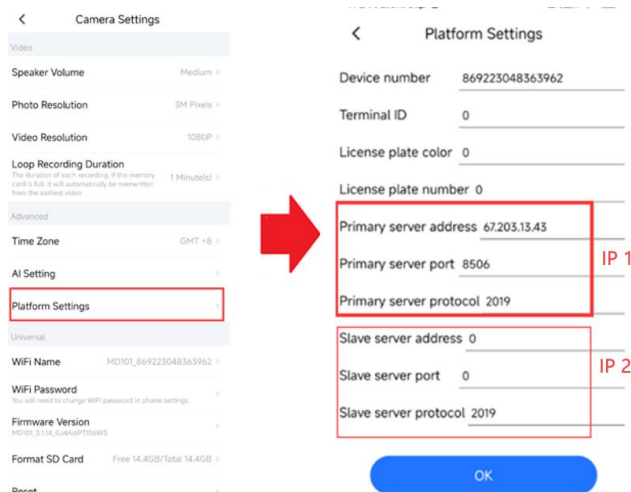 Camera Settings
Video
Speaker Volume Medium
Photo Resolution 3M Pixels
Video Resolution 1080P
Loop Recording Duration
The duration of each recording, if the memory
card is full, it will automatically be overwritten
from the earliest video
1 Minute(s)
Advanced
Time Zone GMT +8
AI Setting
Platform Settings
Universal
WiFi Name MD101_869223048363962
WiFi Password
You will need to change WiFi password in phone settings
Firmware Version
Format SD Card Free 14.4GB/Total 14.4GB
Reset
Platform Settings
Device number 869223048363962
Terminal ID 0
License plate color 0
License plate number 0
Primary server address 67.203.13.43
Primary server port 8506
Primary server protocol 2019
IP 1
Slave server address 0
Slave server port 0
Slave server protocol 2019
IP 2
OK